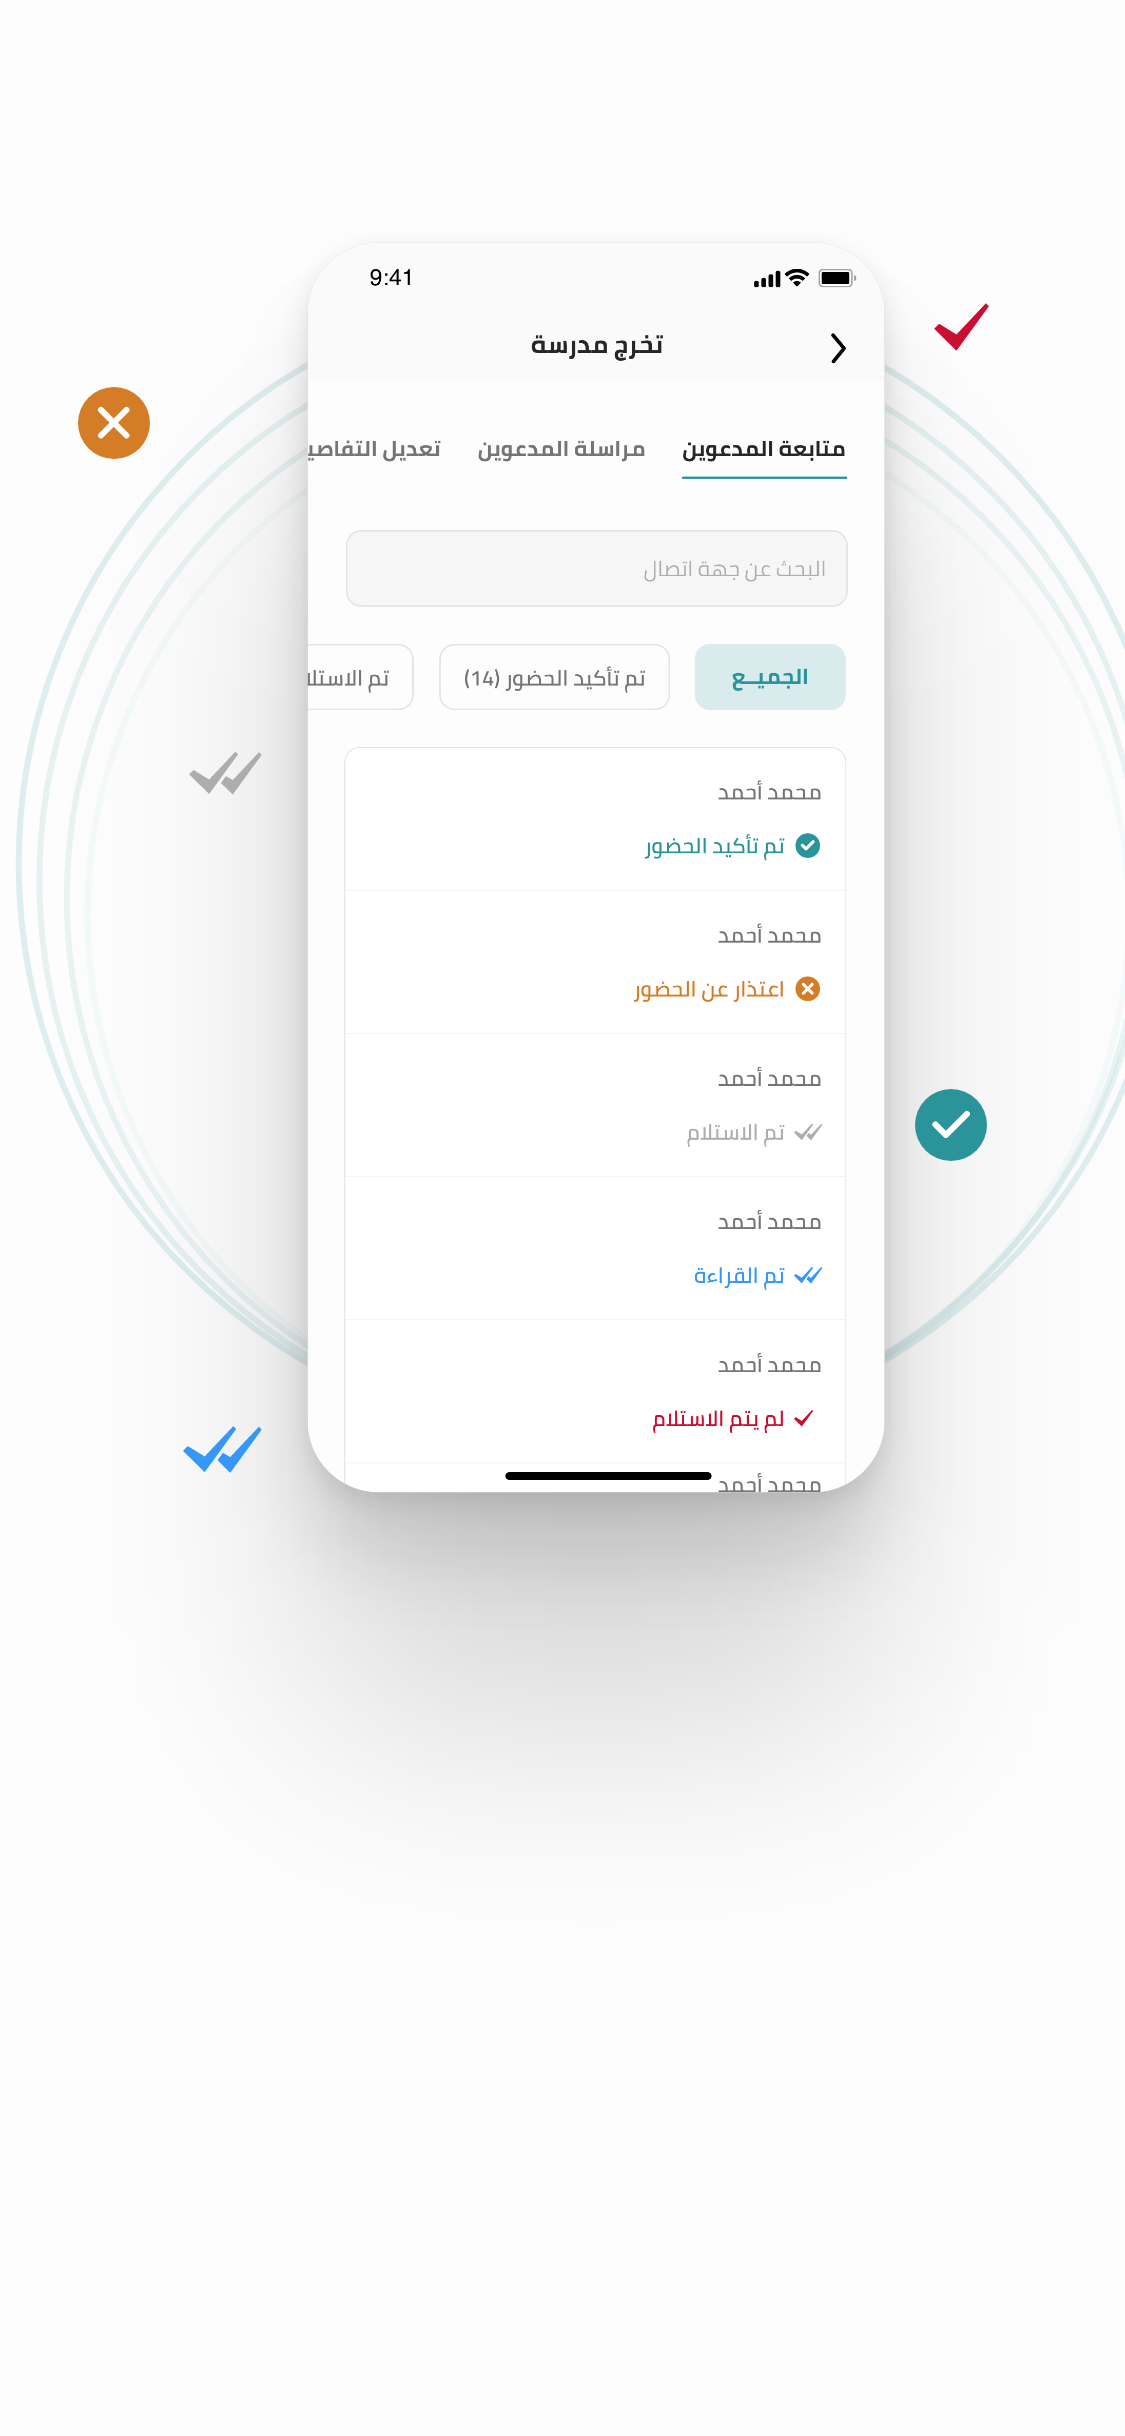 9:41
تخرج مدرسة
متابعة المدعوين مراسلة المدعوين تعديل
البحث عن جهة اتصال
الجميـع تم تأكيد الحضور (14) تم
محمد أحمد
تم تأكيد الحضور
محمد أحمد
اعتذار عن الحضور
محمد أحمد
تم الاستلام
محمد أحمد
تم القراءة
محمد أحمد
لم يتم الاستلام
محمد أحمد